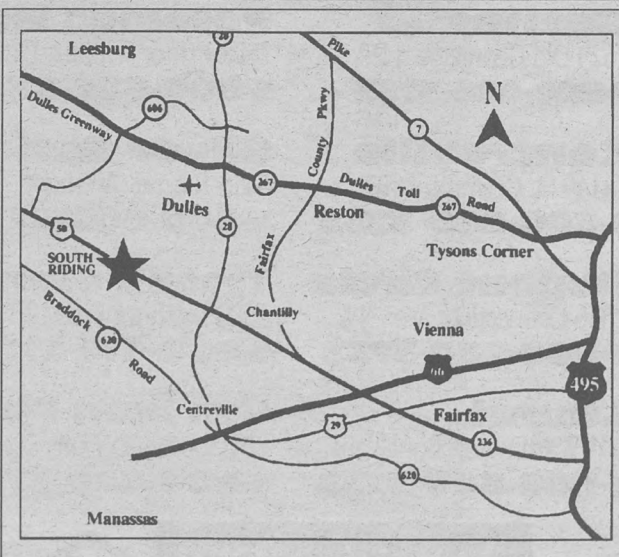 Leesburg
28
Pike
606
Dulles Greenway
County Pkwy
N
7
267
Dulles Toll Road
Dulles
Reston
267
50
28
Tysons Corner
SOUTH
RIDING
Fairfax
Braddock
Chantilly
620
Vienna
Road
66
495
Centreville
29
Fairfax
236
620
Manassas